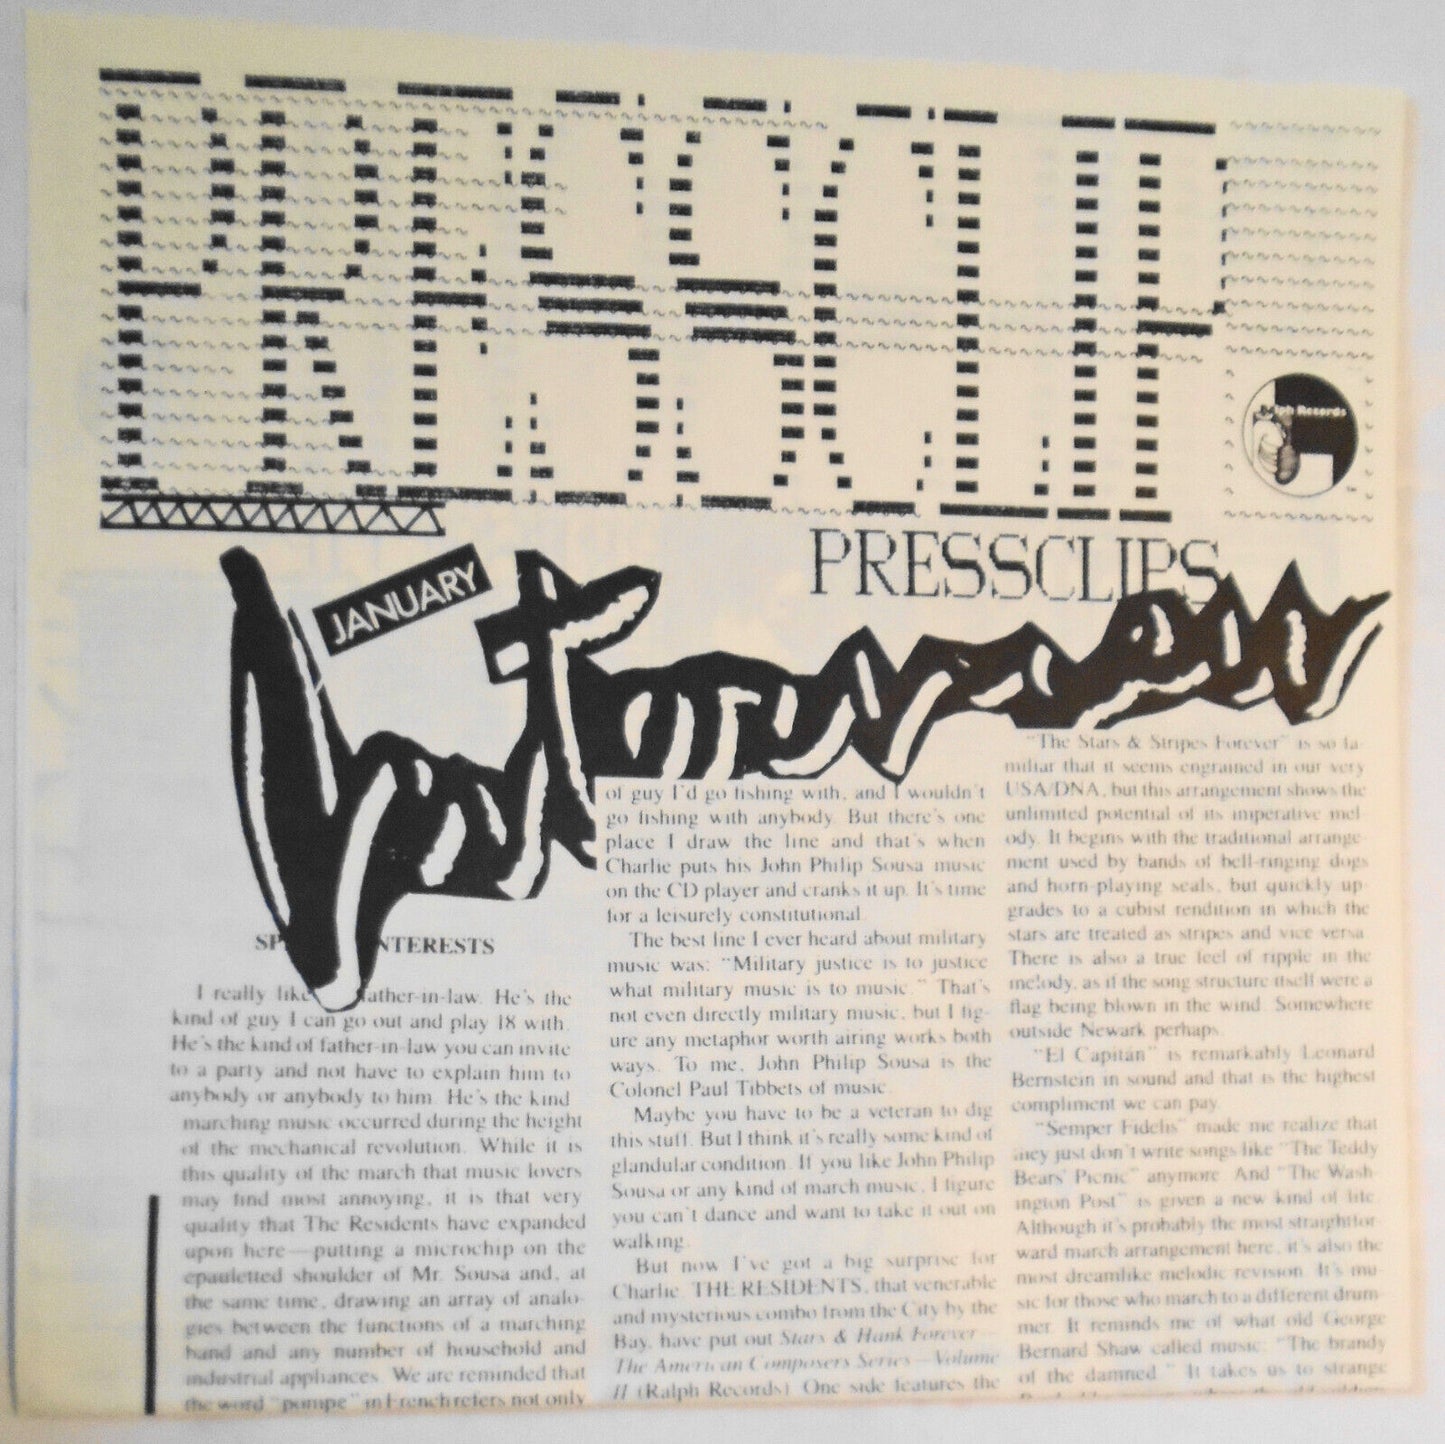 PRESSCLIPS
JANUARY
INTERESTS
I really like father-in-law. He's the
kind of guy I can go out and play 18 with.
He's the kind of father-in-law you can invite
to a party and not have to explain him to
anybody or anybody to him. He's the kind
marching music occurred during the height
of the mechanical revolution. While it is
this quality of the march that music lovers
may find most annoying, it is that very
quality that The Residents have expanded
upon here—putting a microchip on the
epauletted shoulder of Mr. Sousa and, at
the same time, drawing an array of analo-
gies between the functions of a marching
band and any number of household and
industrial appliances. We are reminded that
the word "pompe" in French refers not only
of guy I'd go fishing with, and I wouldn't
go fishing with anybody. But there's one
place I draw the line and that's when
Charlie puts his John Philip Sousa music
on the CD player and cranks it up. It's time
for a leisurely constitutional.
The best line I ever heard about military
music was: "Military justice is to justice
what military music is to music." That's
not even directly military music, but I fig-
ure any metaphor worth airing works both
ways. To me, John Philip Sousa is the
Colonel Paul Tibbets of music.
Maybe you have to be a veteran to dig
this stuff. But I think it's really some kind of
glandular condition. If you like John Philip
Sousa or any kind of march music, I figure
you can't dance and want to take it out on
walking.
But now I've got a big surprise for
Charlie. THE RESIDENTS, that venerable
and mysterious combo from the City by the
Bay, have put out Stars & Hank Forever—
The American Composers Series—Volume
II (Ralph Records). One side features the
"The Stars & Stripes Forever" is so fa-
miliar that it seems engrained in our very
USA/DNA, but this arrangement shows the
unlimited potential of its imperative mel-
ody. It begins with the traditional arrange-
ment used by bands of bell-ringing dogs
and horn-playing seals, but quickly up-
grades to a cubist rendition in which the
stars are treated as stripes and vice versa.
There is also a true feel of ripple in the
melody, as if the song structure itself were a
flag being blown in the wind. Somewhere
outside Newark perhaps.
"El Capitán" is remarkably Leonard
Bernstein in sound and that is the highest
compliment we can pay.
"Semper Fidelis" made me realize that
they just don't write songs like "The Teddy
Bears' Picnic" anymore. And "The Wash-
ington Post" is given a new kind of life.
Although it's probably the most straightfor-
ward march arrangement here, it's also the
most dreamlike melodic revision. It's mu-
sic for those who march to a different drum-
mer. It reminds me of what old George
Bernard Shaw called music: "The brandy
of the damned." It takes us to strange